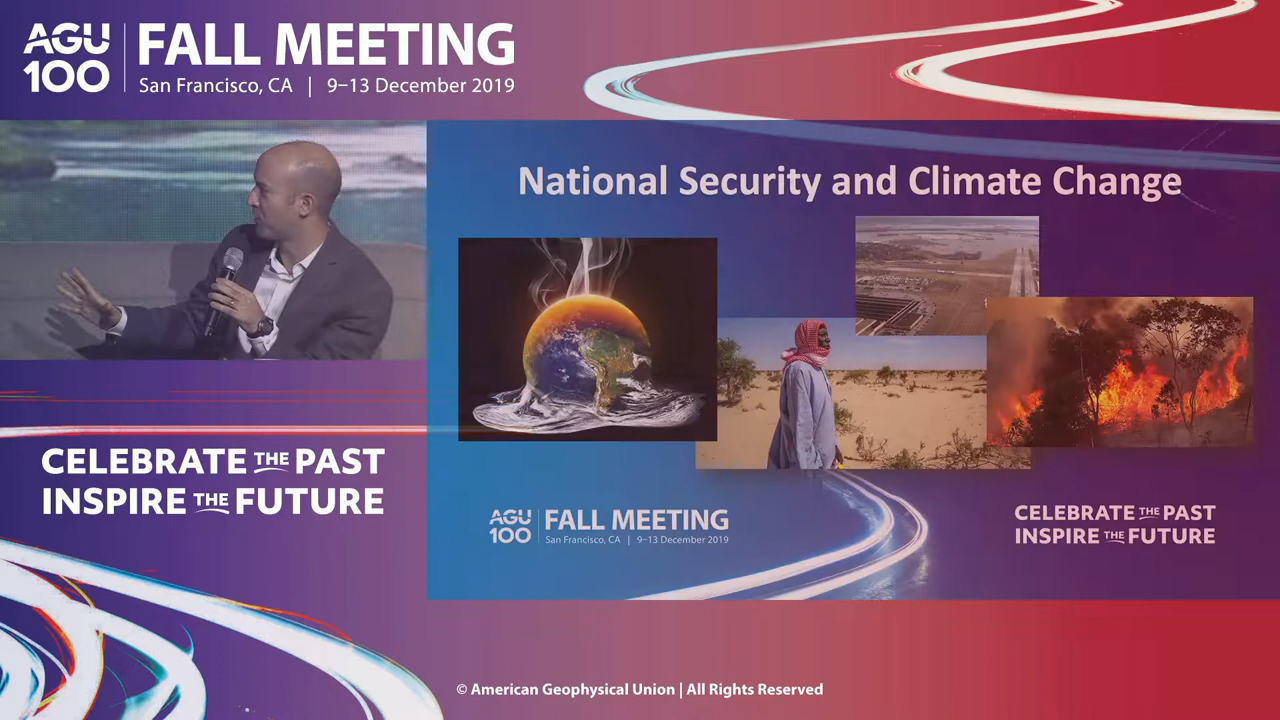 AGU
100
FALL MEETING
San Francisco, CA | 9–13 December 2019
National Security and Climate Change
CELEBRATE THE PAST
INSPIRE THE FUTURE
AGU
100
FALL MEETING
San Francisco, CA | 9–13 December 2019
CELEBRATE THE PAST
INSPIRE THE FUTURE
© American Geophysical Union | All Rights Reserved